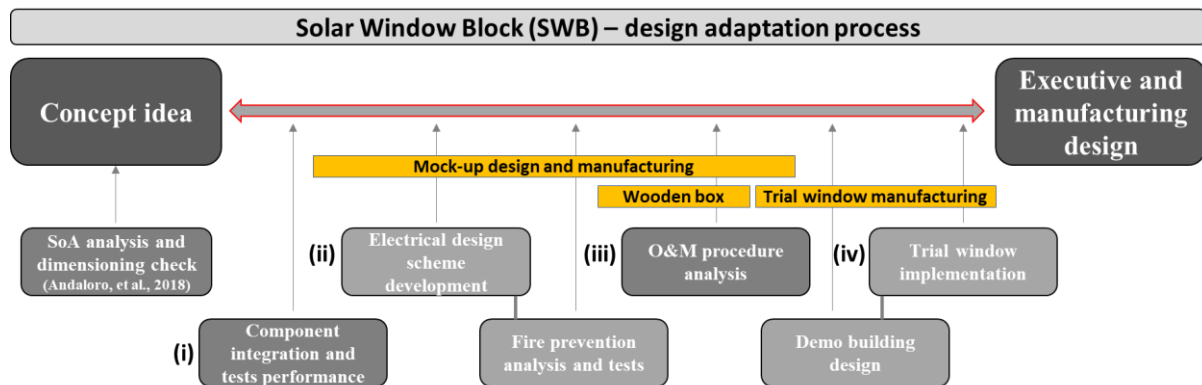 Solar Window Block (SWB) – design adaptation process
Concept idea
Executive and
manufacturing
design
Mock-up design and manufacturing
Wooden box
Trial window manufacturing
SoA analysis and
dimensioning check
(Andaloro, et al., 2018)
(ii)
Electrical design
scheme
development
(iii)
O&M procedure
analysis
(iv)
Trial window
implementation
(i)
Component
integration and
tests performance
Fire prevention
analysis and tests
Demo building
design